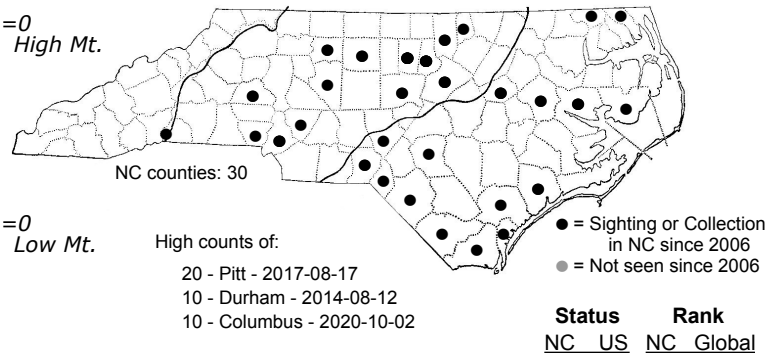 =0
High Mt.
NC counties: 30
=0
Low Mt.
High counts of:
20 - Pitt - 2017-08-17
10 - Durham - 2014-08-12
10 - Columbus - 2020-10-02
= Sighting or Collection
in NC since 2006
= Not seen since 2006
Status Rank
NC US NC Global